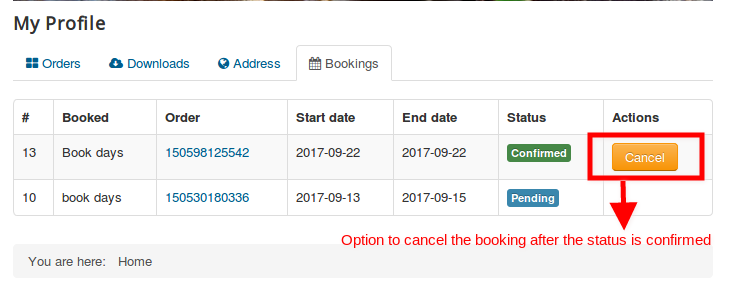 My Profile
Orders Downloads Address Bookings
# Booked Order Start date End date Status Actions
13 Book days 150598125542 2017-09-22 2017-09-22 Confirmed Cancel
10 book days 150530180336 2017-09-13 2017-09-15 Pending
Option to cancel the booking after the status is confirmed
You are here: Home